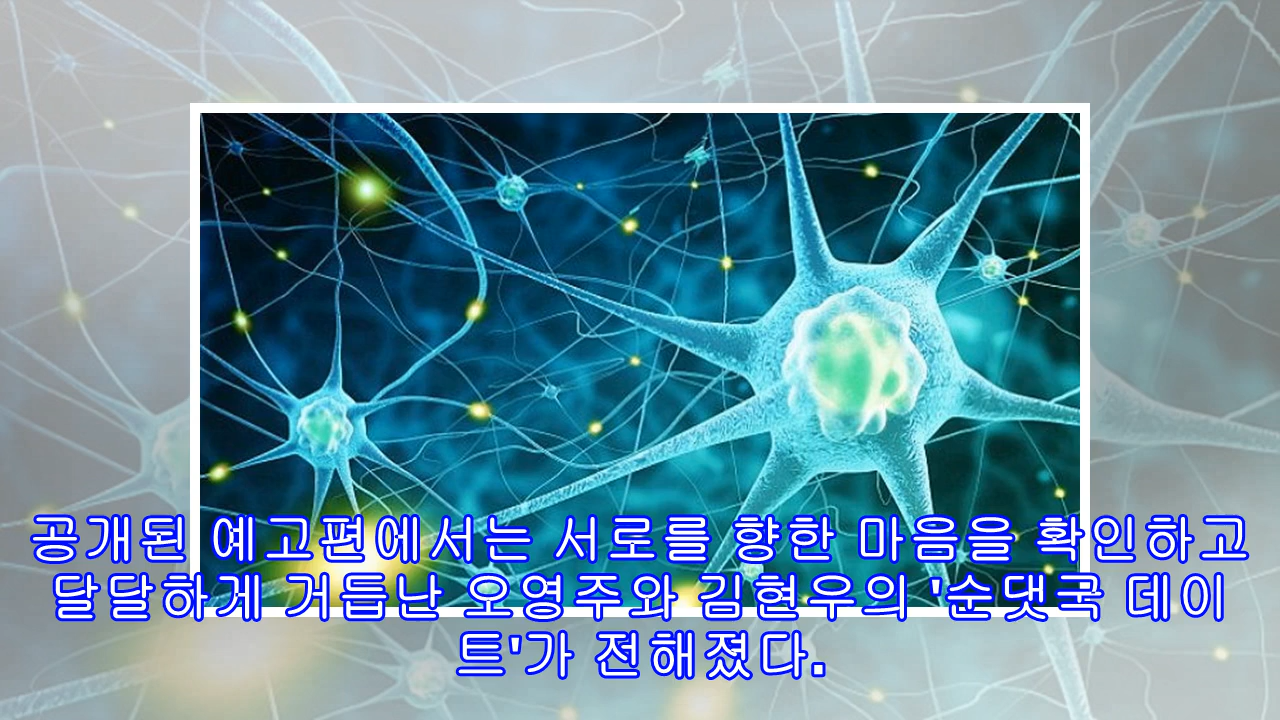 공개된 예고편에서는 서로를 향한 마음을 확인하고
달달하게 거듭난 오영주와 김현우의 '순댓국 데이
트'가 전해졌다.